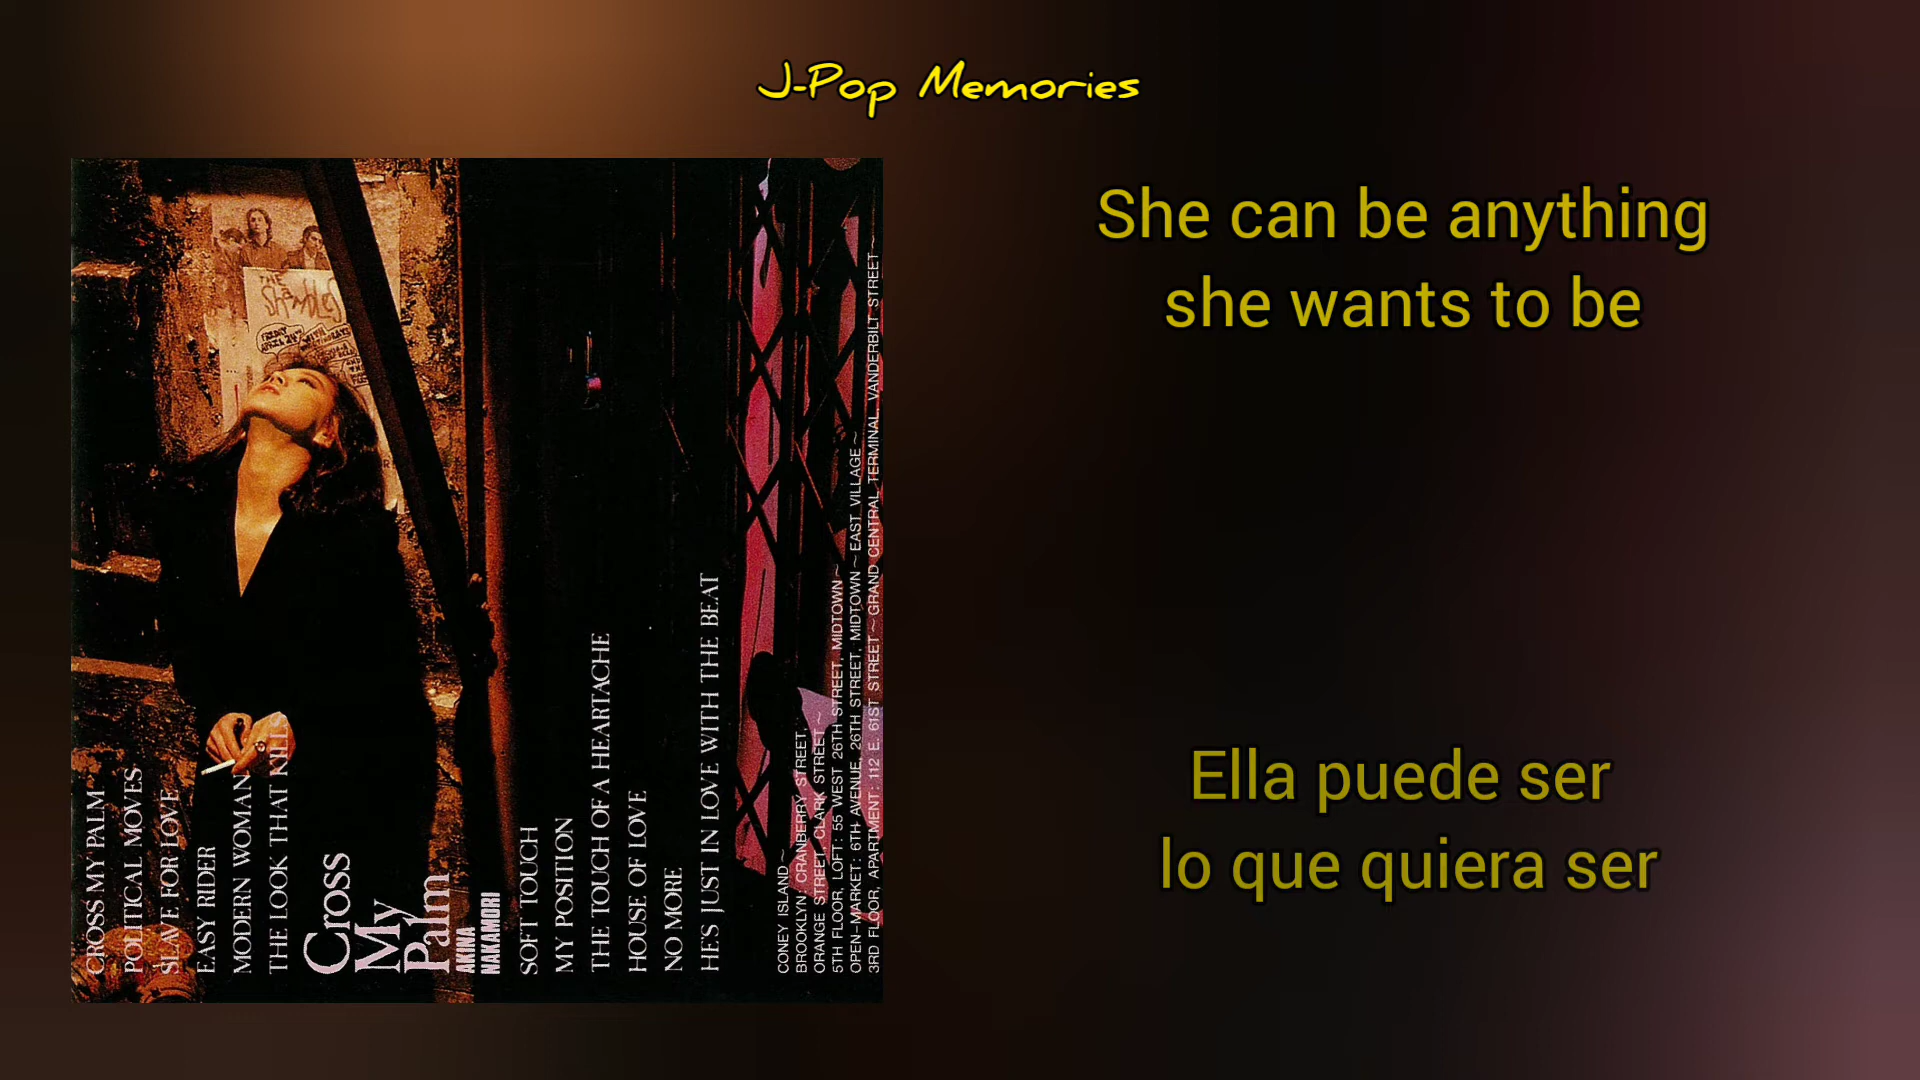 J-Pop Memories
She can be anything
she wants to be
Ella puede ser
lo que quiera ser
THE
Shambles
CROSS MY PALM
POLITICAL MOVES
SLAVE FOR LOVE
EASY RIDER
MODERN WOMAN
THE LOOK THAT KILLS
Cross
My
Palm
AKINA
NAKAMORI
SOFT TOUCH
MY POSITION
THE TOUCH OF A HEARTACHE
HOUSE OF LOVE
NO MORE
HE'S JUST IN LOVE WITH THE BEAT
CONEY ISLAND~
BROOKLYN : CRANBERRY STREET,
ORANGE STREET, CLARK STREET~
5TH FLOOR, LOFT: 55 WEST 26TH STREET, MIDTOWN~
OPEN-MARKET: 6TH AVENUE, 26TH STREET, MIDTOWN~EAST VILLAGE~
3RD FLOOR, APARTMENT: 112 E. 61ST STREET~GRAND CENTRAL TERMINAL, VANDERBILT STREET~